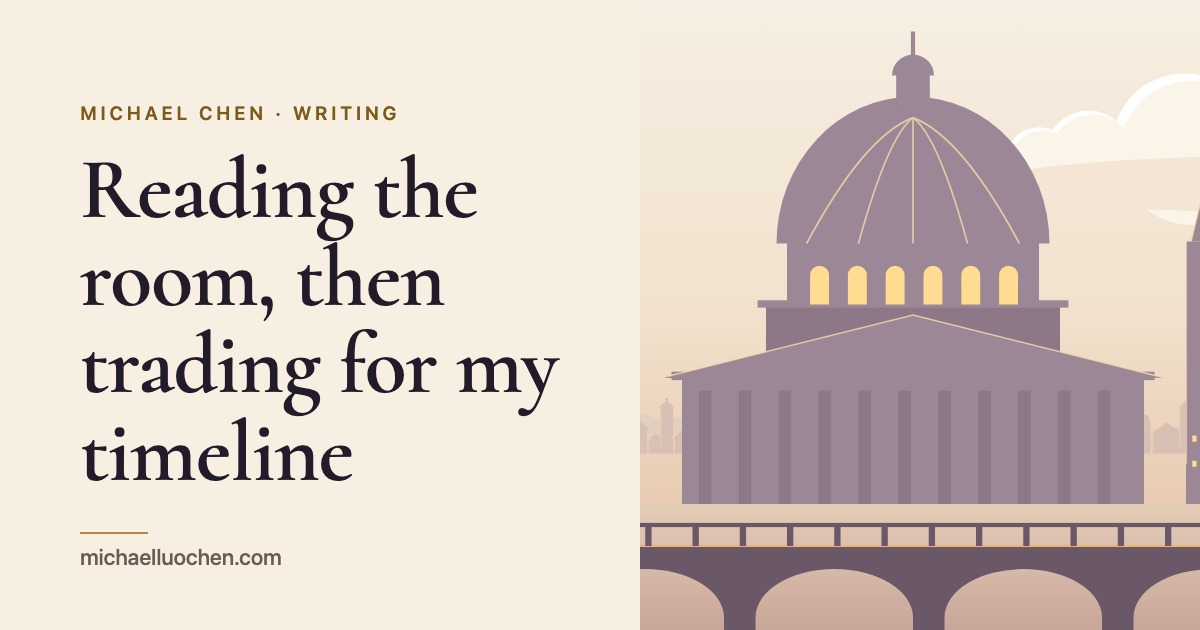 MICHAEL CHEN · WRITING
Reading the
room, then
trading for my
timeline
michaelluochen.com